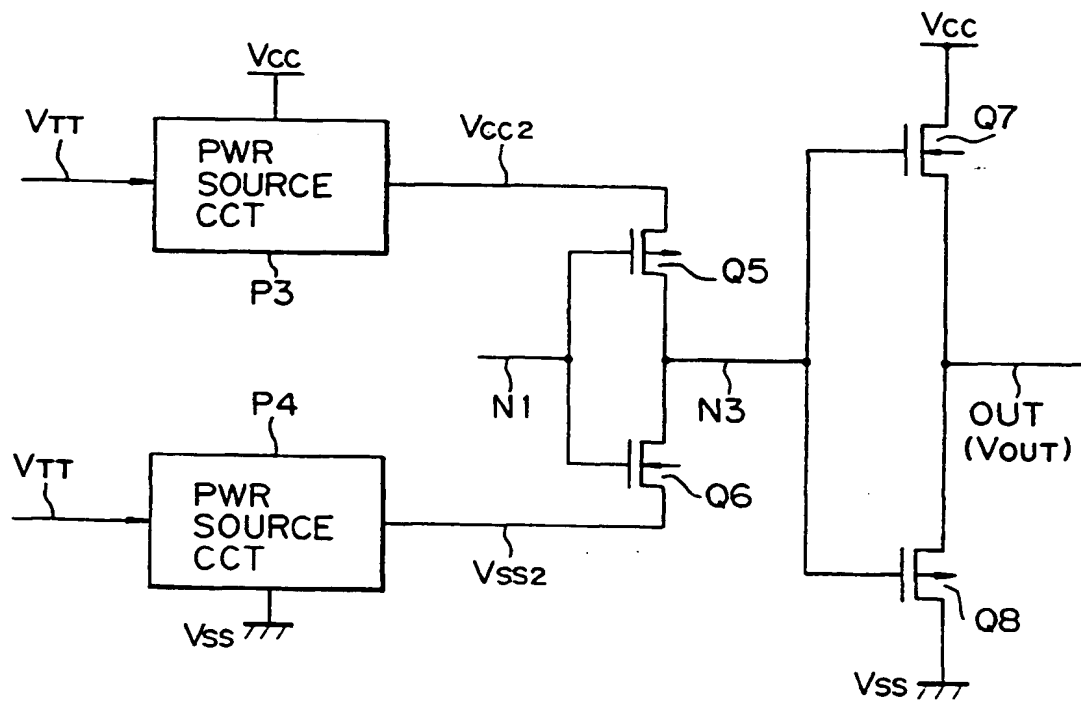 VCC
VTT
PWR
SOURCE
CCT
P3
VCC2
Q5
VCC
Q7
N1
N3
OUT
(VOUT)
P4
VTT
PWR
SOURCE
CCT
VSS
VSS2
Q6
Q8
VSS